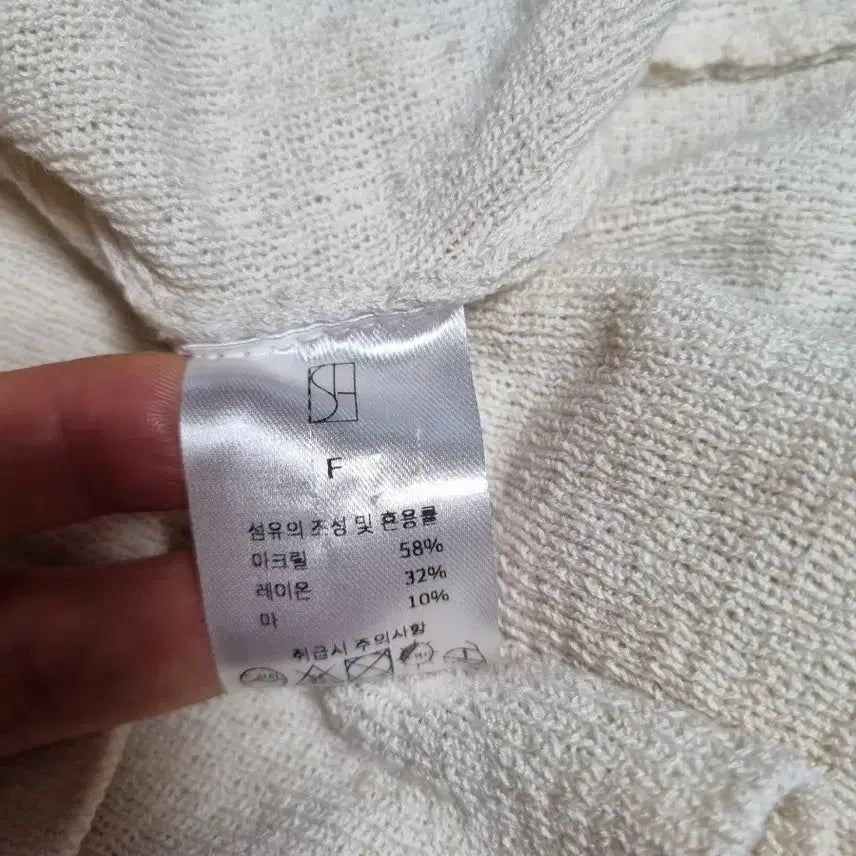 SH
F
섬유의 조성 및 혼용률
아크릴 58%
레이온 32%
마 10%
취급시 주의사항